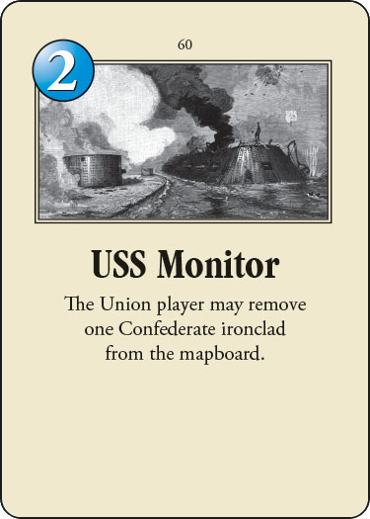 60
2
USS Monitor
The Union player may remove
one Confederate ironclad
from the mapboard.